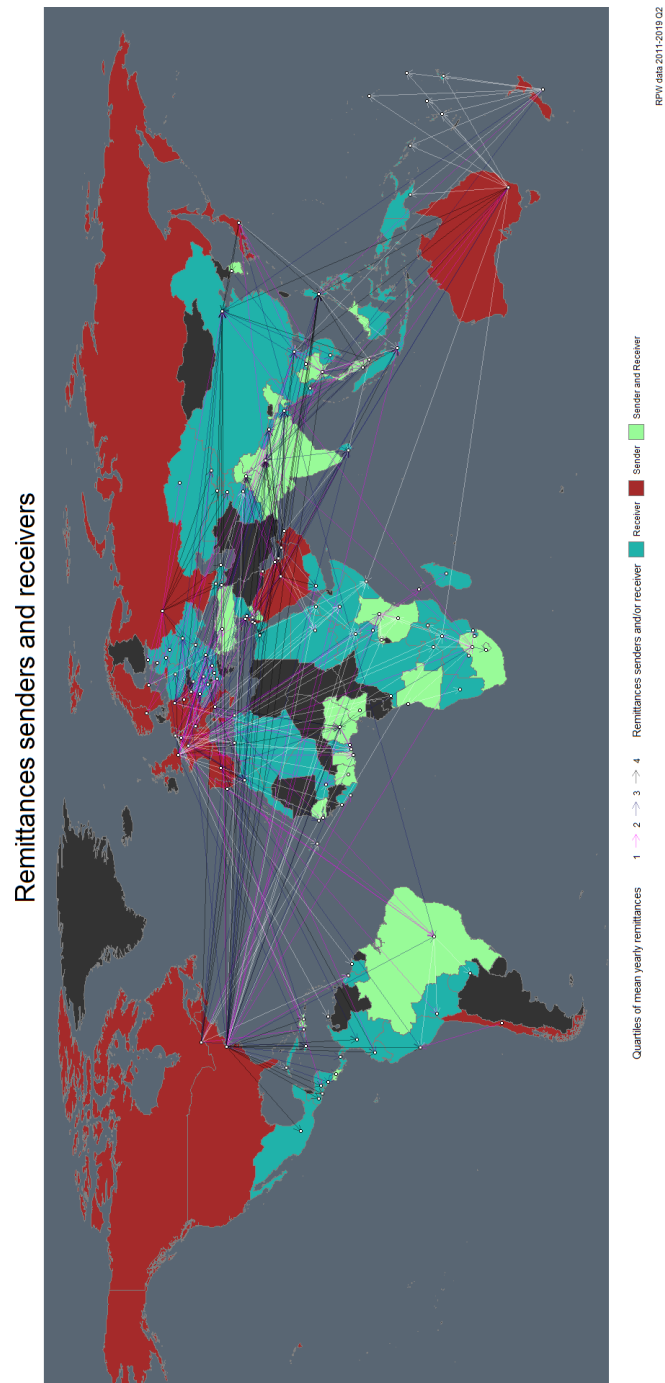 Remittances senders and receivers
Quartiles of mean yearly remittances 1 2 3 4 Remittances senders and/or receiver Receiver Sender Sender and Receiver
RPW data 2011-2019 Q2